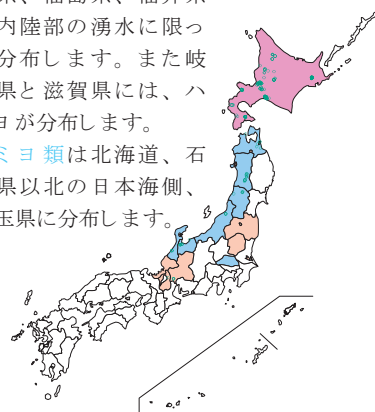 県、福島県、福井県
内陸部の湧水に限っ
分布します。また岐
県と滋賀県には、ハ
ヨが分布します。
ミヨ類は北海道、石
県以北の日本海側、
玉県に分布します。